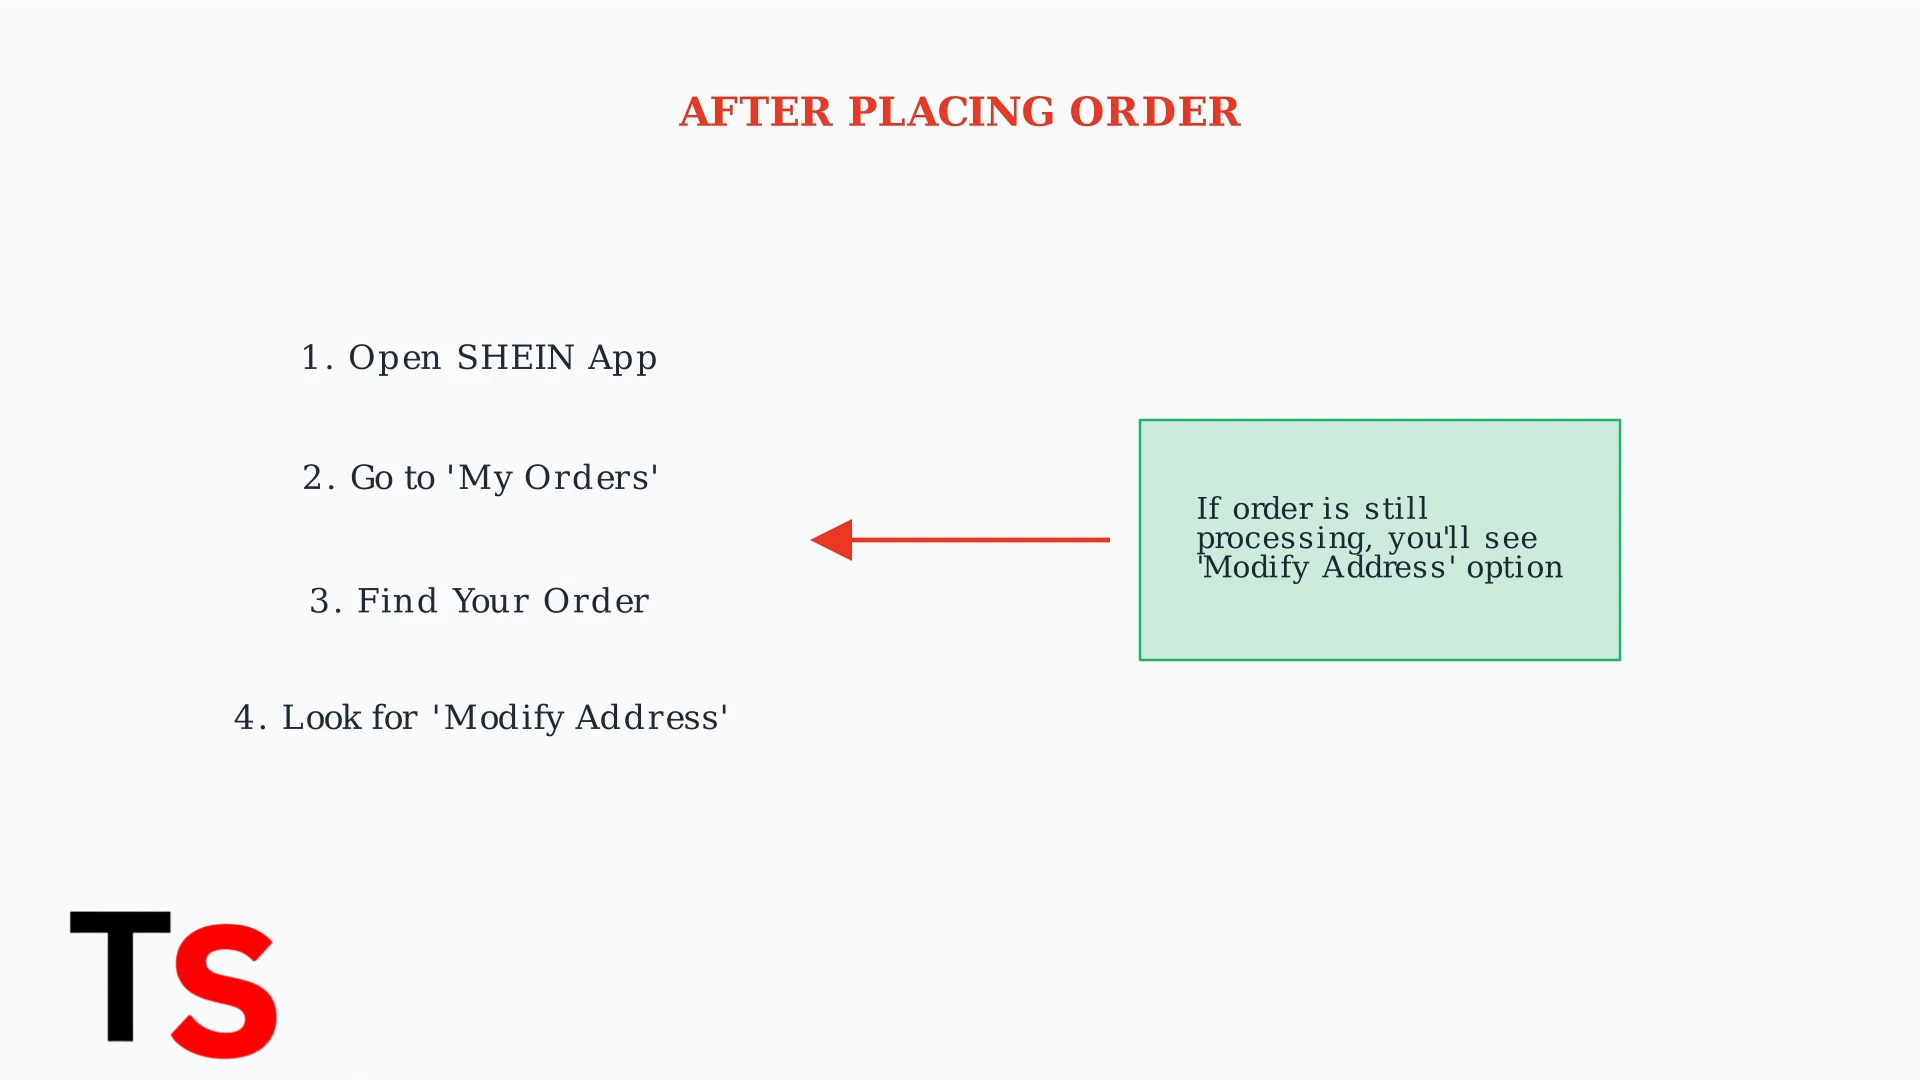 AFTER PLACING ORDER
1. Open SHEIN App
2. Go to 'My Orders'
3. Find Your Order
4. Look for 'Modify Address'
If order is still
processing, you'll see
'Modify Address' option
TS